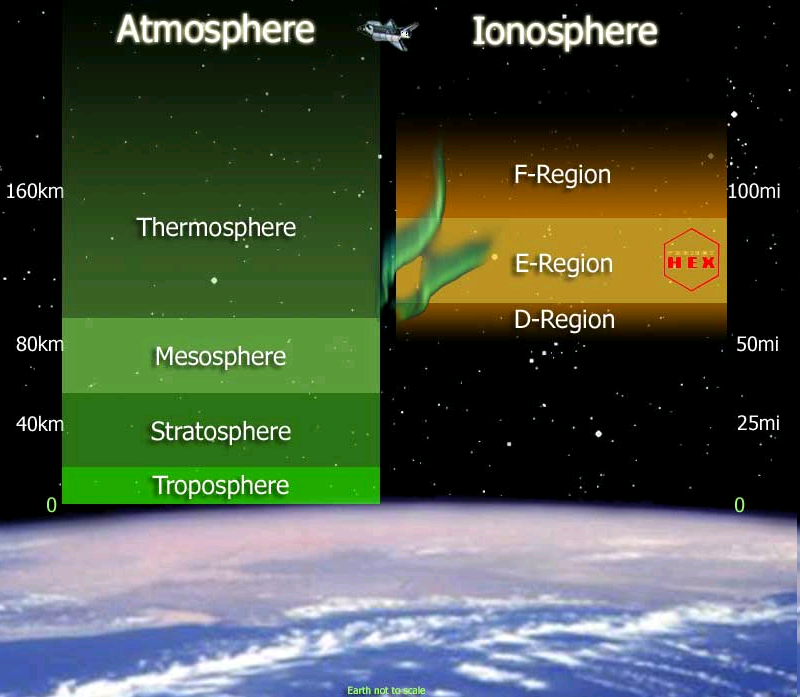 Atmosphere
Ionosphere
F-Region
160km
100mi
Thermosphere
E-Region
HEX
D-Region
80km
50mi
Mesosphere
40km
25mi
Stratosphere
Troposphere
0
0
Earth not to scale